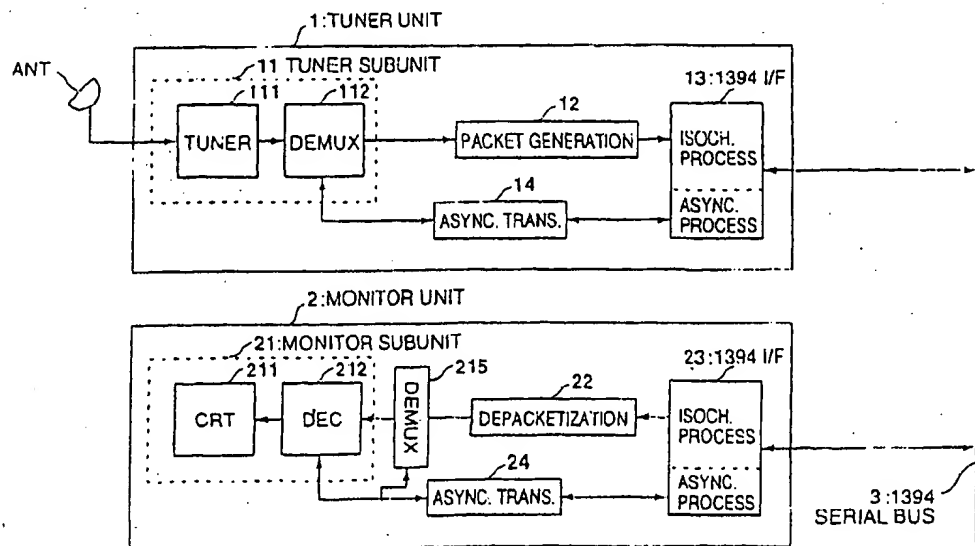 1:TUNER UNIT
ANT
11 TUNER SUBUNIT
111
112
TUNER
DEMUX
12
PACKET GENERATION
13:1394 I/F
ISOCH.
PROCESS
14
ASYNC. TRANS.
ASYNC.
PROCESS
2:MONITOR UNIT
21:MONITOR SUBUNIT
211
212
CRT
DEC
215
DEMUX
22
DEPACKETIZATION
23:1394 I/F
ISOCH.
PROCESS
24
ASYNC. TRANS.
ASYNC.
PROCESS
3:1394
SERIAL BUS